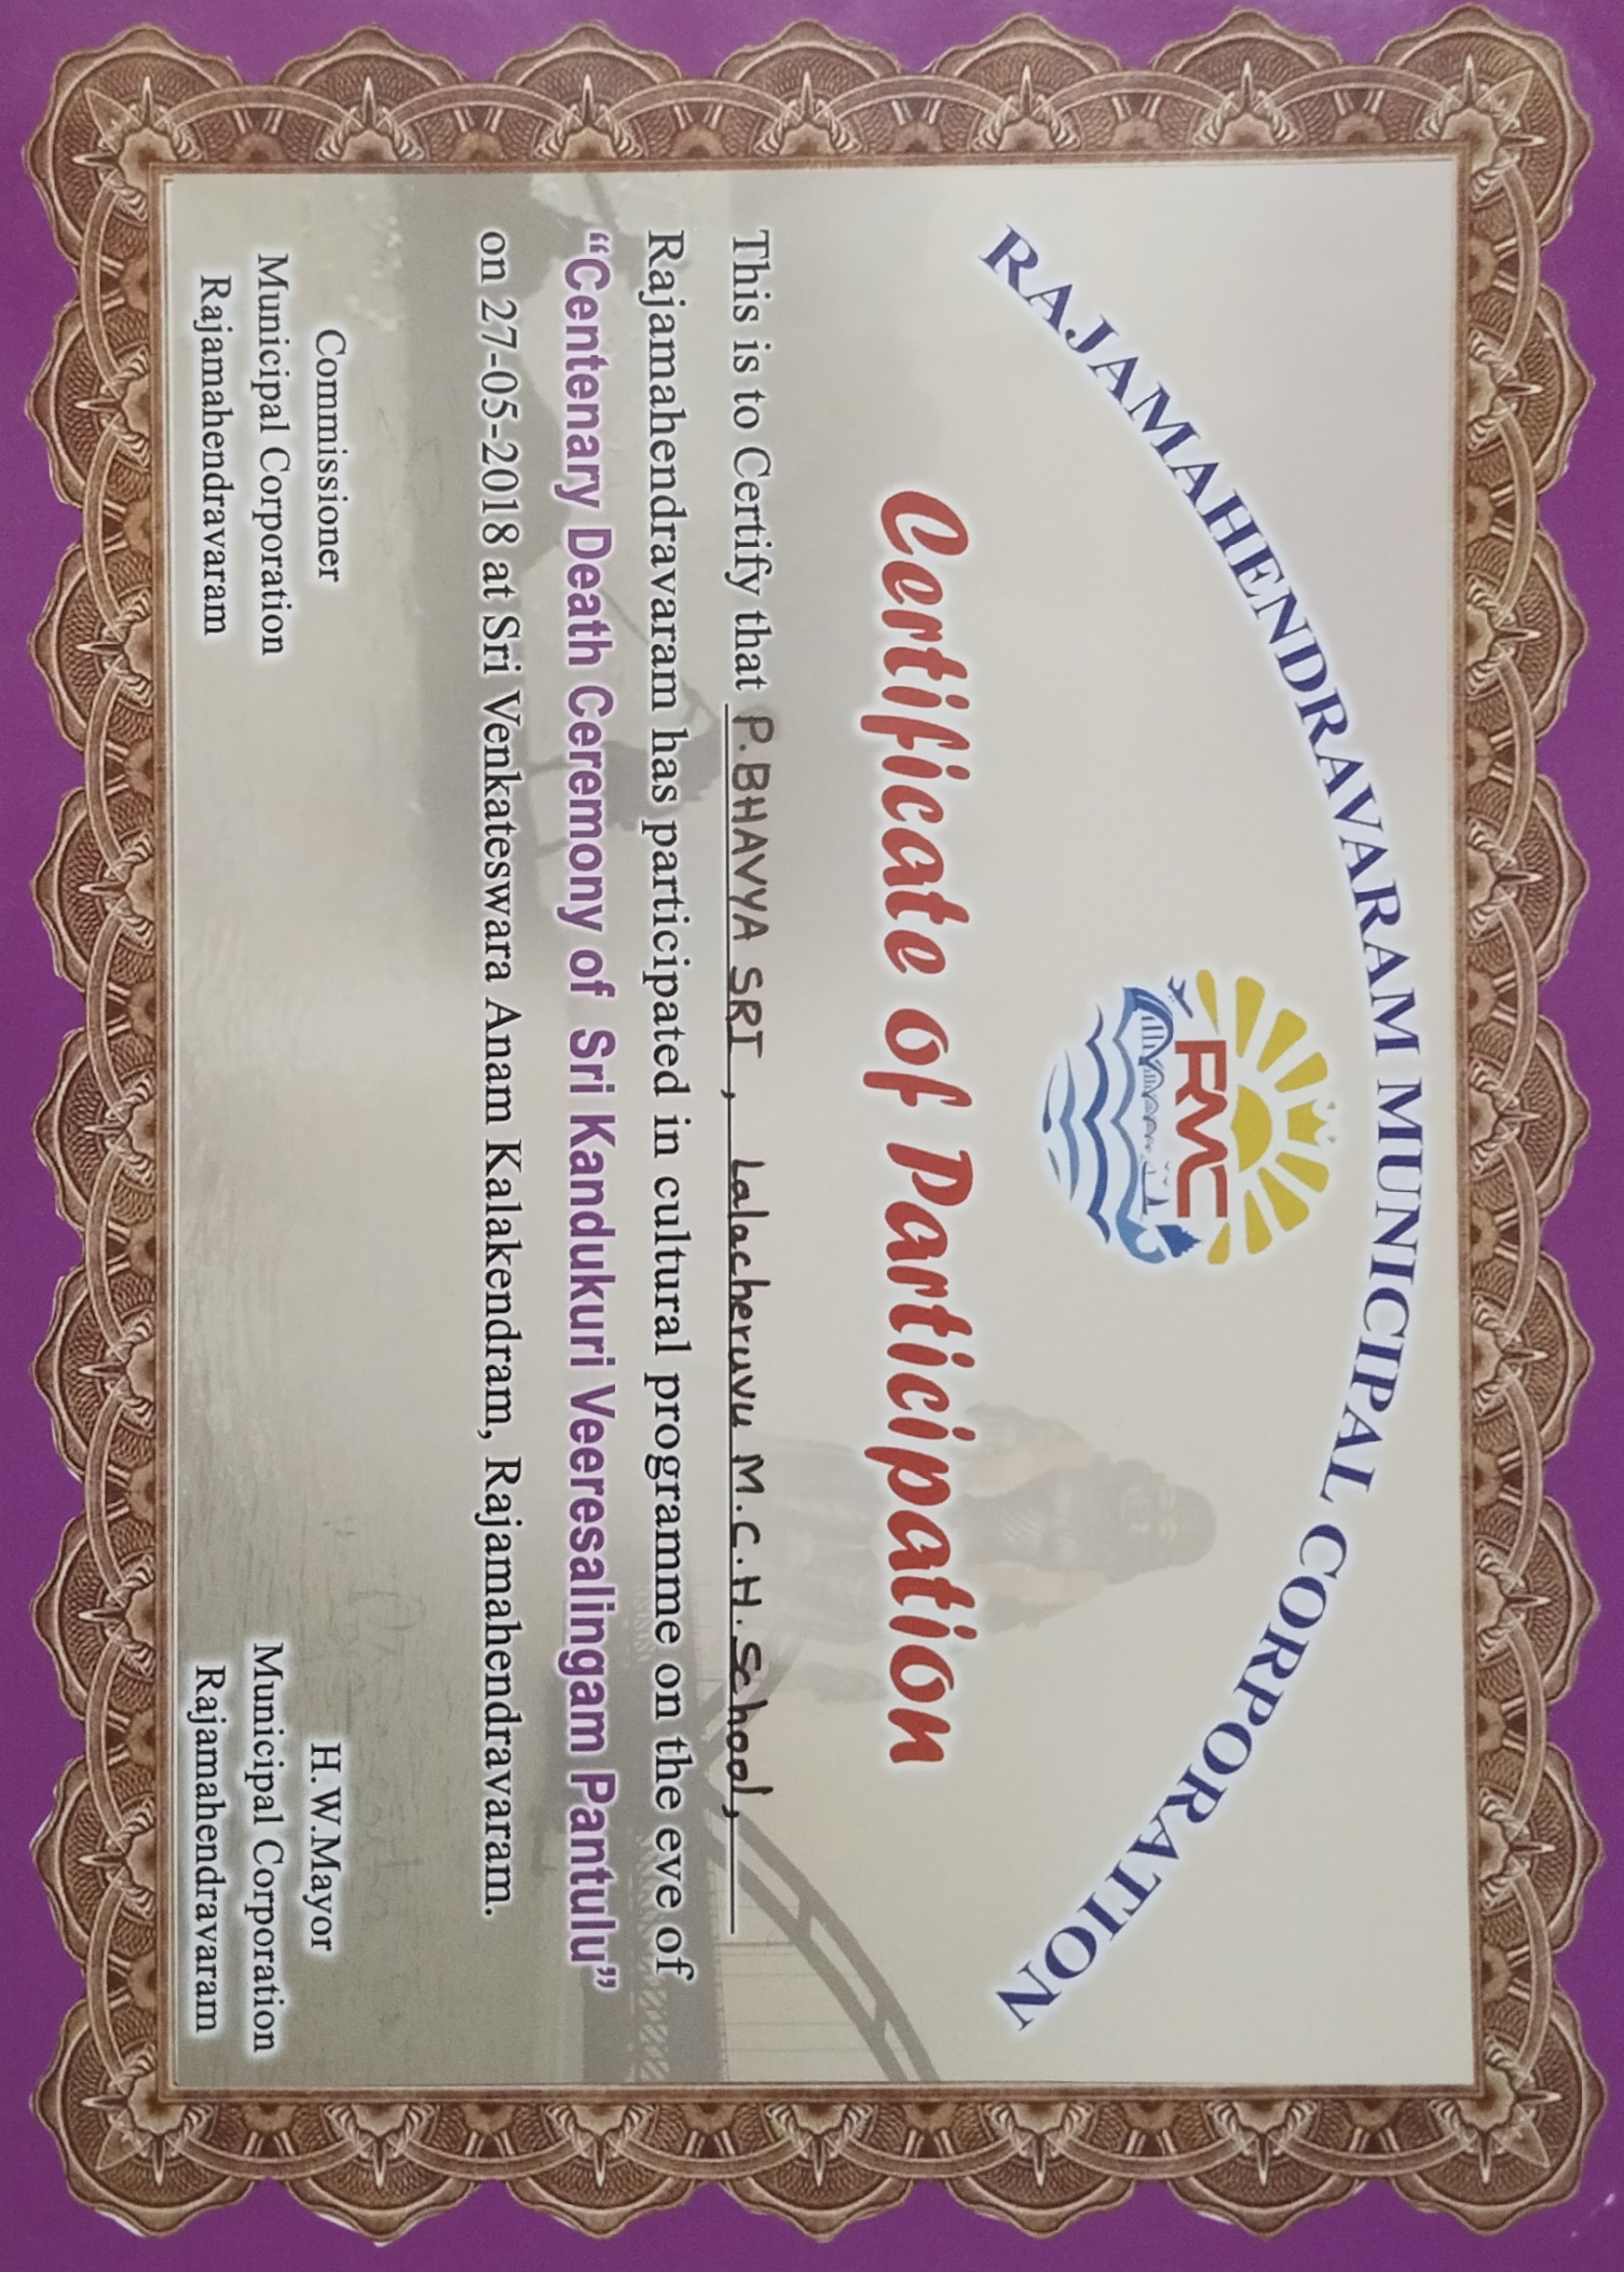 RAJAMAHENDRAVARAM MUNICIPAL CORPORATION
RMC
Certificate of Participation
This is to Certify that P. BHAVYA SRI, Lalacheruvu M.C.H. School,
Rajamahendravaram has participated in cultural programme on the eve of
“Centenary Death Ceremony of Sri Kandukuri Veeresalingam Pantulu”
on 27-05-2018 at Sri Venkateswara Anam Kalakendram, Rajamahendravaram.
Commissioner
Municipal Corporation
Rajamahendravaram
H.W.Mayor
Municipal Corporation
Rajamahendravaram